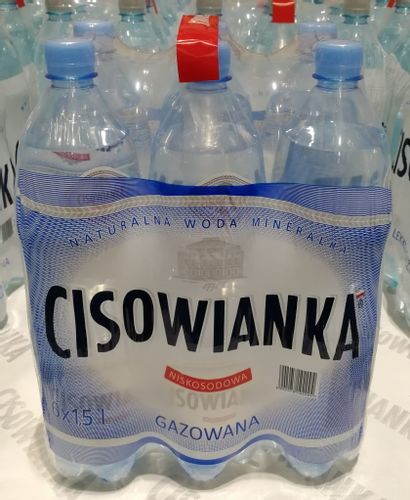 NATURALNA WODA MINERALNA
CISOWIANKA
NISKOSODOWA
6x1,5 l
GAZOWANA